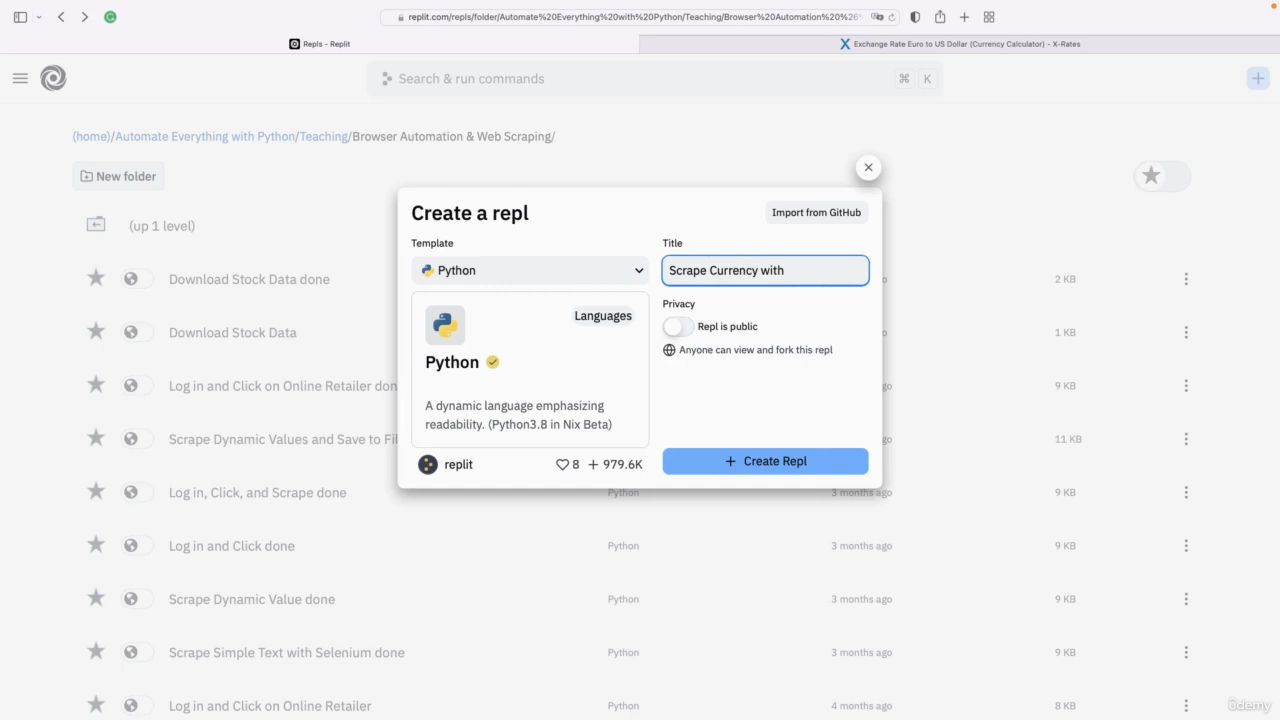 replit.com/repls/folder/Automate%20Everything%20with%20Python/Teaching/Browser%20Automation%20%26%
Repls - Replit
Exchange Rate Euro to US Dollar (Currency Calculator) - X-Rates
Search & run commands
⌘ K
(home)/Automate Everything with Python/Teaching/Browser Automation & Web Scraping/
New folder
(up 1 level)
Create a repl
Import from GitHub
Template
Title
Python
Scrape Currency with
Privacy
Repl is public
Anyone can view and fork this repl
Languages
Python
A dynamic language emphasizing
readability. (Python3.8 in Nix Beta)
replit
8
+ 979.6K
+ Create Repl
Download Stock Data done
2 KB
Download Stock Data
1 KB
Log in and Click on Online Retailer don
9 KB
Scrape Dynamic Values and Save to Fi
11 KB
Log in, Click, and Scrape done
Python
3 months ago
9 KB
Log in and Click done
Python
3 months ago
9 KB
Scrape Dynamic Value done
Python
3 months ago
9 KB
Scrape Simple Text with Selenium done
Python
3 months ago
9 KB
Log in and Click on Online Retailer
Python
4 months ago
8 KB
ûdemy